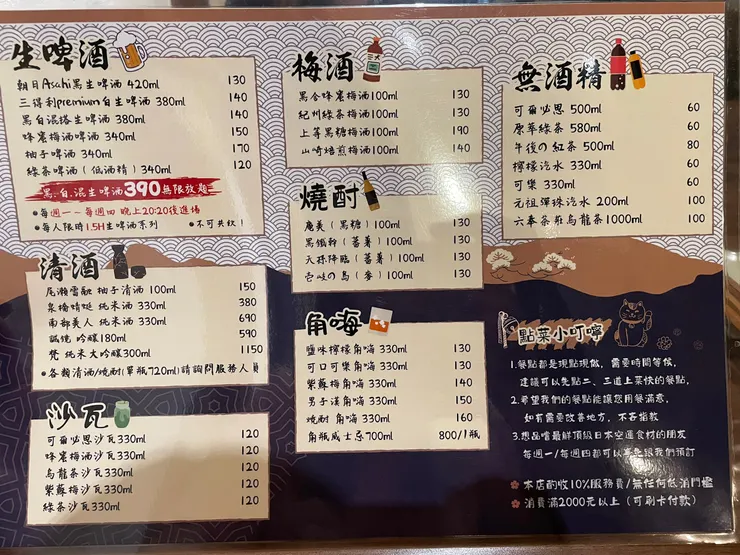 生啤酒
朝日Asahi黑生啤酒 420ml 130
三得利premium白生啤酒 380ml 140
黑白混搭生啤酒 380ml 140
蜂蜜梅酒啤酒 340ml 150
柚子啤酒 340ml 170
綠茶啤酒（低酒精）340ml 120
黑.白.混生啤酒390無限放題
●每週一～每週四 晚上20:20後進場
●每人限時1.5H生啤酒系列 ●不可共飲！
清酒
尾瀨雪融 柚子清酒 100ml 150
泉橋蜻蜓 純米酒 330ml 380
南部美人 純米酒 330ml 690
吟釀180ml 590
梵 純米大吟釀300ml 1150
●各類清酒/燒酎(單瓶720ml)請詢問服務人員
沙瓦
可爾必思沙瓦330ml 120
蜂蜜梅酒沙瓦330ml 120
烏龍茶沙瓦330ml 120
紫蘇梅沙瓦330ml 120
綠茶沙瓦330ml 120
梅酒
百合蜂蜜梅酒100ml 130
紀州綠茶梅酒100ml 130
上等黑糖梅酒100ml 190
山崎焙煎梅酒100ml 140
燒酎
奄美（黑糖）100ml 130
黑鐵幹（蕃薯）100ml 130
天孫降臨（蕃薯）100ml 130
壱岐の島（麥）100ml 130
角嗨
鹽味檸檬角嗨 330ml 130
可口可樂角嗨 330ml 130
紫蘇梅角嗨 330ml 140
男子漢角嗨 330ml 150
燒酎 角嗨 330ml 160
角瓶威士忌700ml 800/1瓶
無酒精
可爾必思 500ml 60
原萃綠茶 580ml 60
午後の紅茶 500ml 80
檸檬汽水 330ml 60
可樂 330ml 60
元祖彈珠汽水 200ml 100
六本茶莊烏龍茶1000ml 100
點菜小叮嚀
1.餐點都是現點現做，需要時間等候，
建議可以先點二、三道上菜快的餐點，
2.希望我們的餐點能讓您用餐滿意，
如有需要改善地方，不吝指教
3.想品嚐最鮮頂級日本空運食材的朋友
每週一/每週四都可以事先跟我們預訂
本店酌收10%服務費/無任何低消門檻
消費滿2000元以上（可刷卡付款）